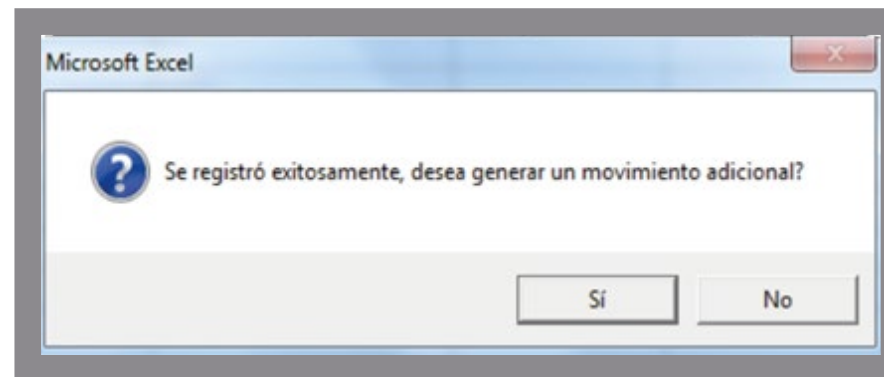 Microsoft Excel
Se registró exitosamente, desea generar un movimiento adicional?
Sí
No